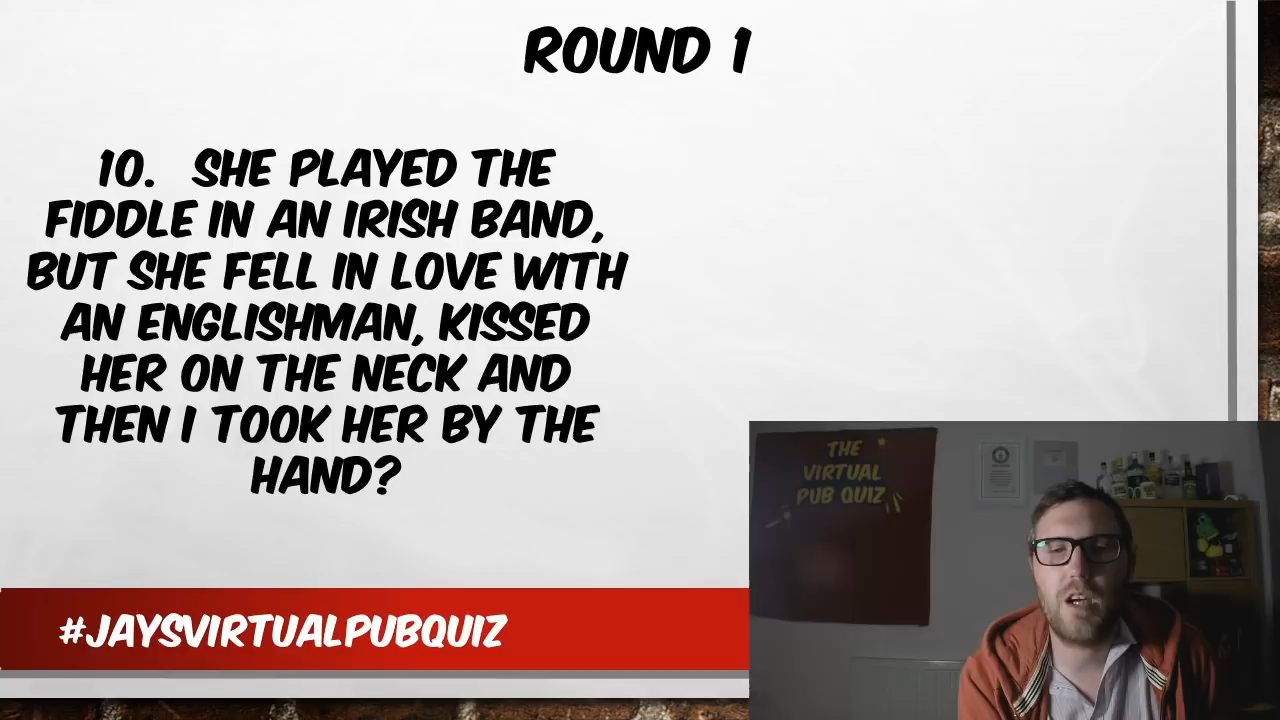 ROUND 1
10. SHE PLAYED THE
FIDDLE IN AN IRISH BAND,
BUT SHE FELL IN LOVE WITH
AN ENGLISHMAN, KISSED
HER ON THE NECK AND
THEN I TOOK HER BY THE
HAND?
#JAYSVIRTUALPUBQUIZ
THE
VIRTUAL
PUB QUIZ